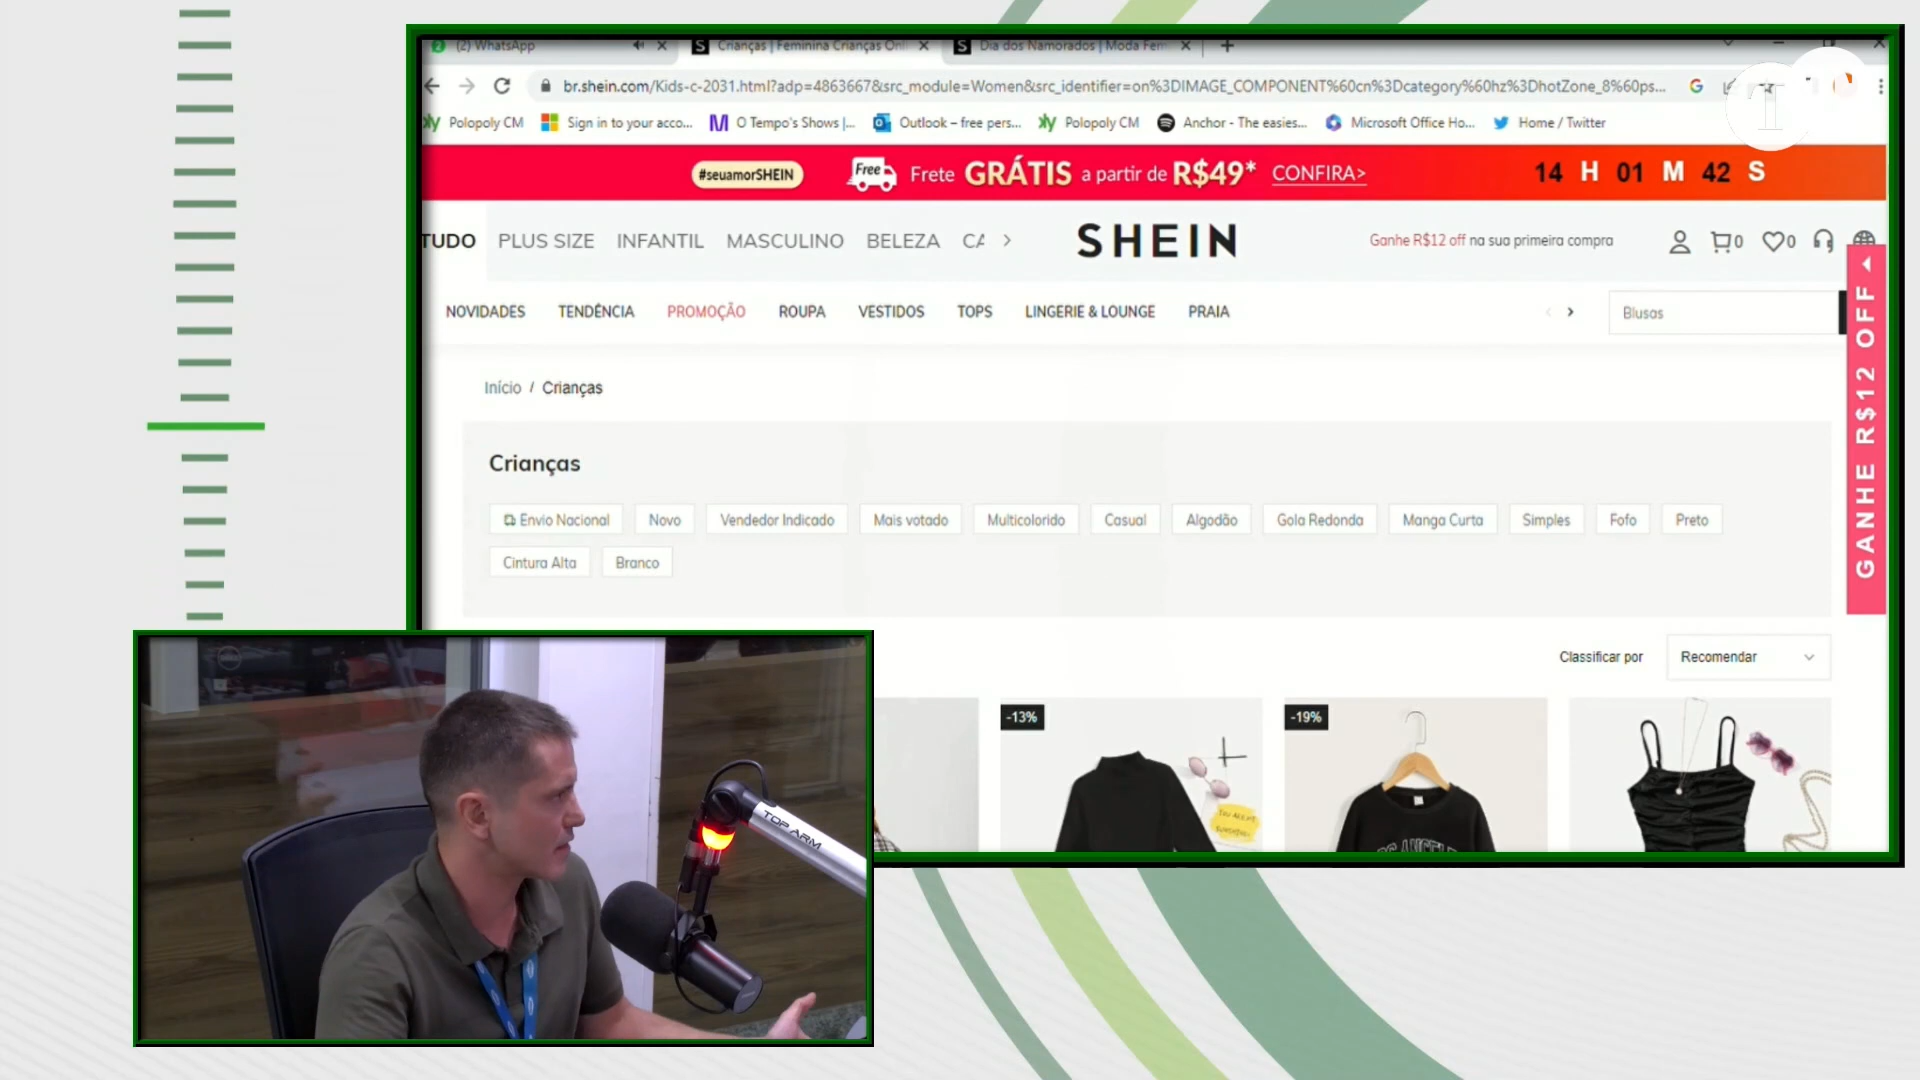 (2) WhatsApp
Crianças | Feminina Crianças Onl
Dia dos Namorados | Moda Fem
br.shein.com/Kids-c-2031.html?adp=4863667&src_module=Women&src_identifier=on%3DIMAGE_COMPONENT%60cn%3Dcategory%60hz%3DhotZone_8%60ps...
Polopoly CM
Sign in to your acco...
O Tempo's Shows |...
Outlook – free pers...
Polopoly CM
Anchor - The easies...
Microsoft Office Ho...
Home / Twitter
T
#seuamorSHEIN
Free
Frete GRÁTIS a partir de R$49* CONFIRA>
14 H 01 M 42 S
TUDO PLUS SIZE INFANTIL MASCULINO BELEZA CA
SHEIN
Ganhe R$12 off na sua primeira compra
0
0
NOVIDADES TENDÊNCIA PROMOÇÃO ROUPA VESTIDOS TOPS LINGERIE & LOUNGE PRAIA
Blusas
GANHE R$12 OFF
Início / Crianças
Crianças
Envio Nacional Novo Vendedor Indicado Mais votado Multicolorido Casual Algodão Gola Redonda Manga Curta Simples Fofo Preto
Cintura Alta Branco
Classificar por Recomendar
-13%
-19%
LOS ANGELES
TOP ARM